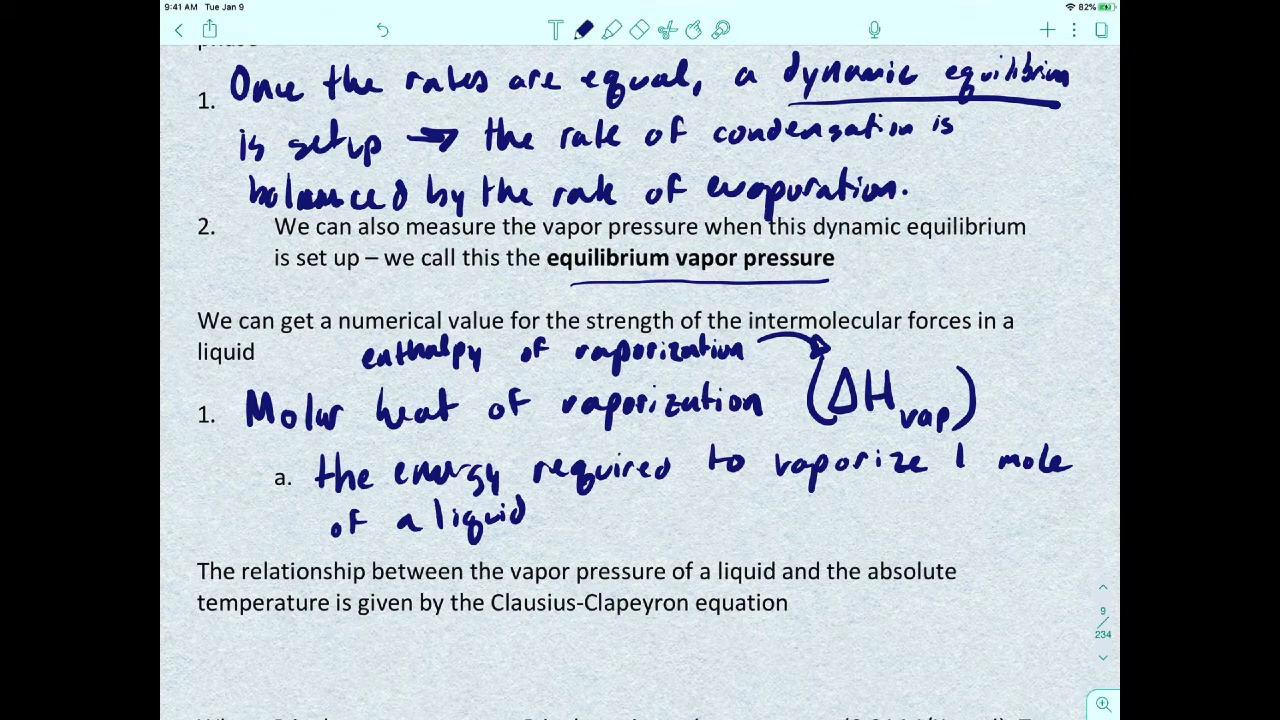 9:41 AM Tue Jan 9
82%
phase
1. Once the rates are equal, a dynamic equilibrium
is setup → the rate of condensation is
balanced by the rate of evaporation.
2. We can also measure the vapor pressure when this dynamic equilibrium
is set up – we call this the equilibrium vapor pressure
We can get a numerical value for the strength of the intermolecular forces in a
liquid
enthalpy of vaporization
1. Molar heat of vaporization (ΔHvap)
a. the energy required to vaporize 1 mole
of a liquid
The relationship between the vapor pressure of a liquid and the absolute
temperature is given by the Clausius-Clapeyron equation
9
/
234